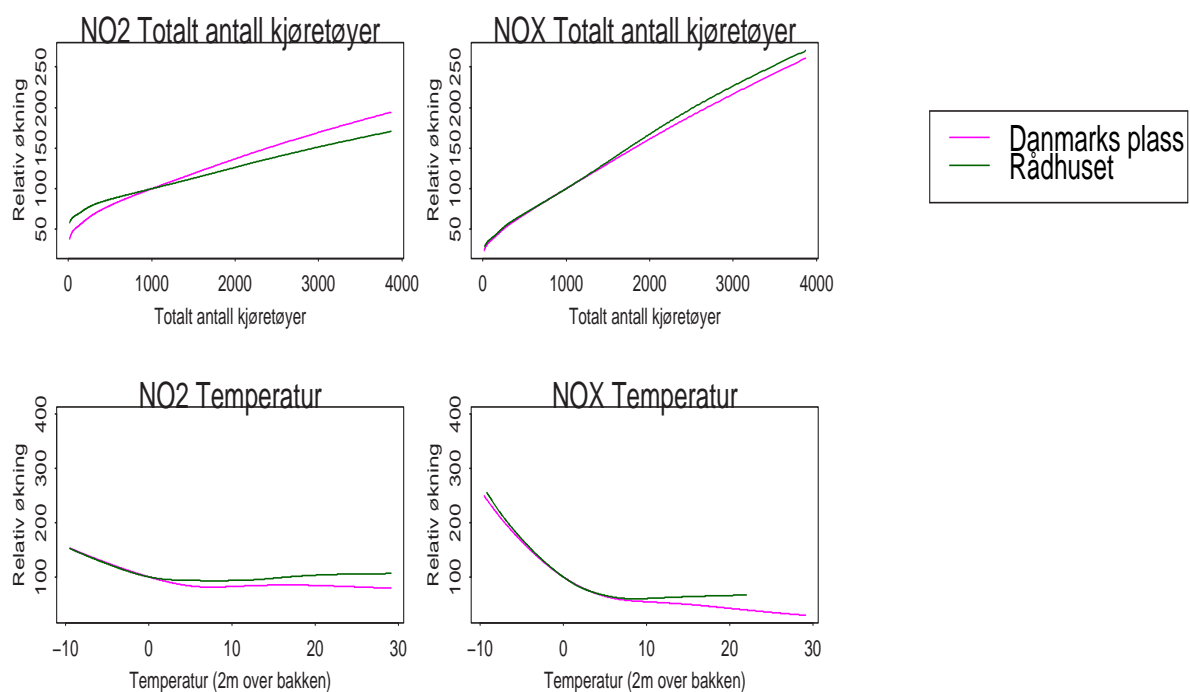 NO2 Totalt antall kjøretøyer
Relativ økning
50 100 150 200 250
0 1000 2000 3000 4000
Totalt antall kjøretøyer
NOX Totalt antall kjøretøyer
Relativ økning
50 100 150 200 250
0 1000 2000 3000 4000
Totalt antall kjøretøyer
Danmarks plass
Rådhuset
NO2 Temperatur
Relativ økning
100 200 300 400
−10 0 10 20 30
Temperatur (2m over bakken)
NOX Temperatur
Relativ økning
100 200 300 400
−10 0 10 20 30
Temperatur (2m over bakken)